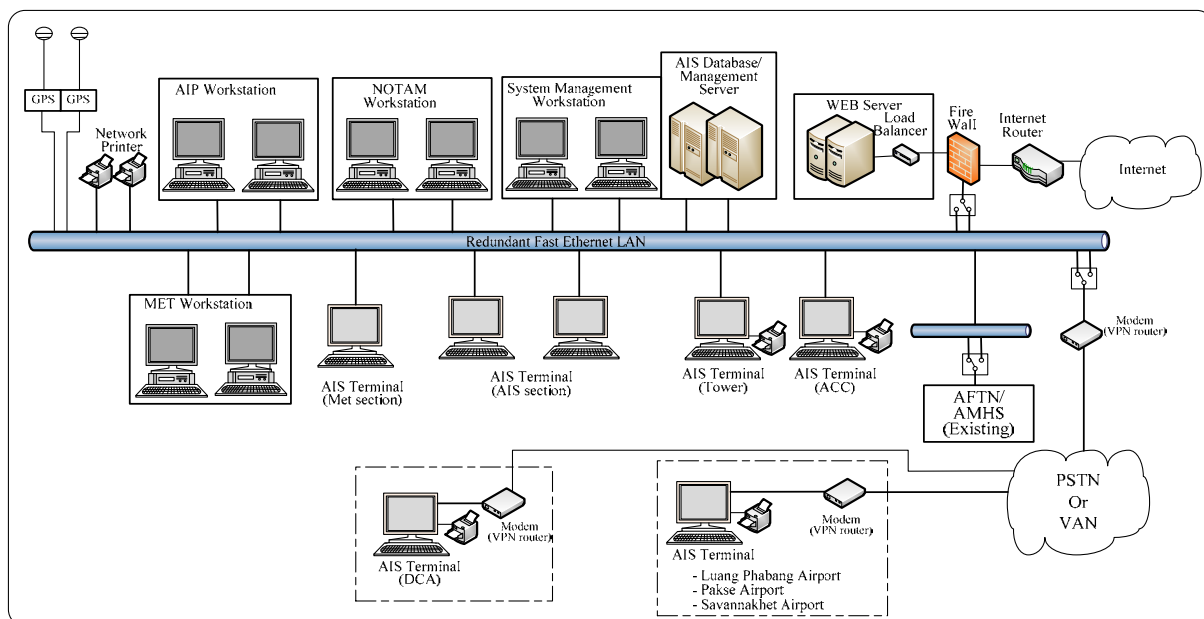 GPS
GPS
Network
Printer
AIP Workstation
NOTAM
Workstation
System Management
Workstation
AIS Database/
Management
Server
WEB Server
Load
Balancer
Fire
Wall
Internet
Router
Internet
Redundant Fast Ethernet LAN
MET Workstation
AIS Terminal
(Met section)
AIS Terminal
(AIS section)
AIS Terminal
(Tower)
AIS Terminal
(ACC)
AFTN/
AMHS
(Existing)
Modem
(VPN router)
PSTN
Or
VAN
AIS Terminal
(DCA)
Modem
(VPN router)
AIS Terminal
Modem
(VPN router)
- Luang Phabang Airport
- Pakse Airport
- Savannakhet Airport